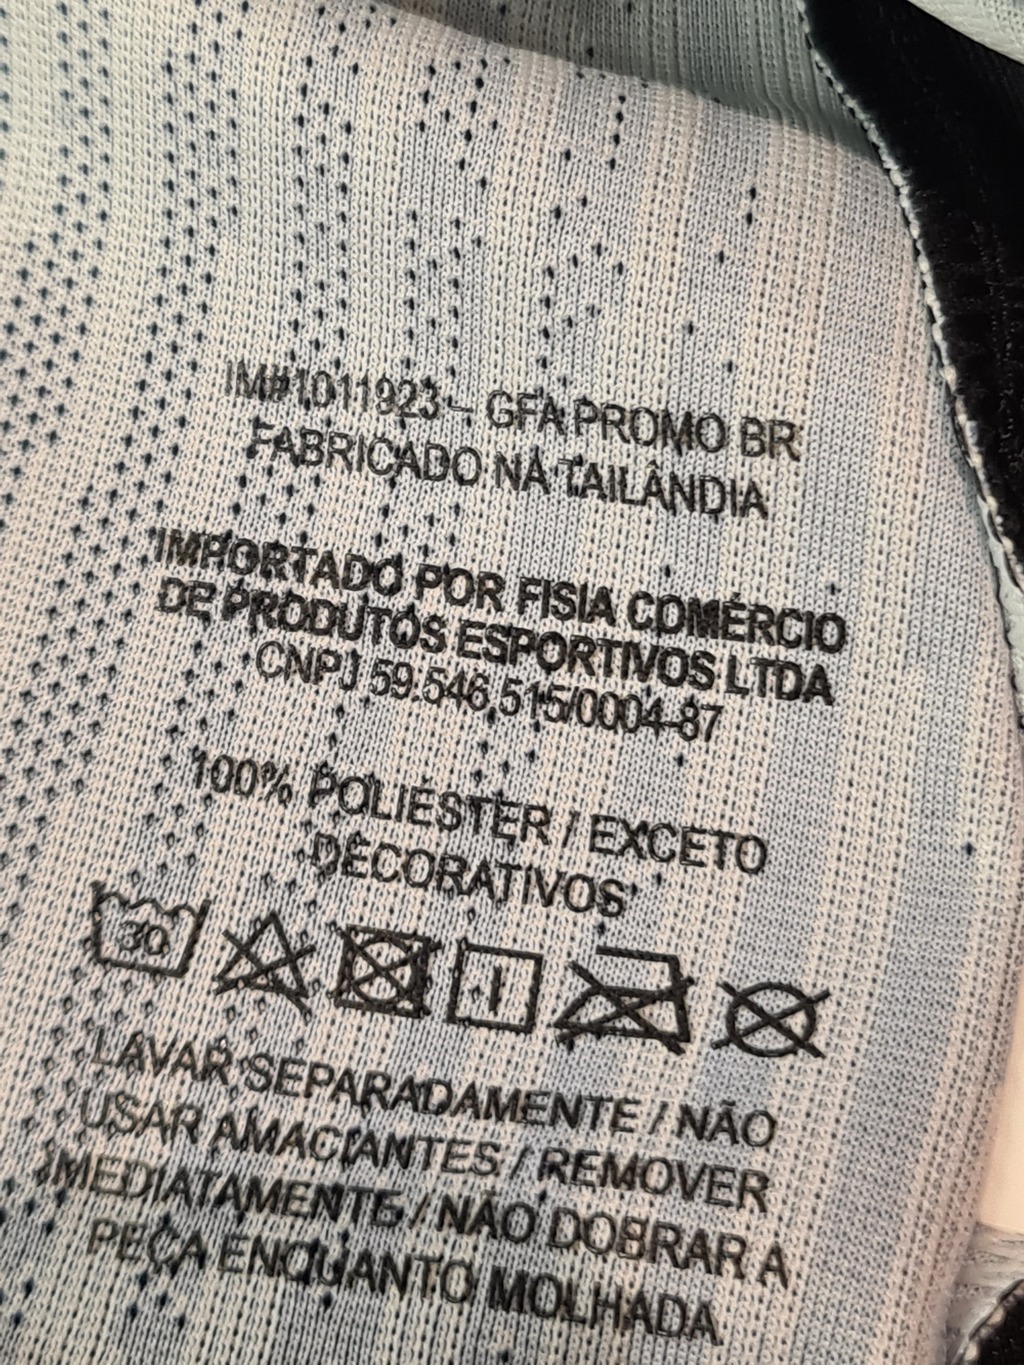 IM#1011923 – GFA PROMO BR
FABRICADO NA TAILÂNDIA
IMPORTADO POR FISIA COMÉRCIO
DE PRODUTOS ESPORTIVOS LTDA
CNPJ 59.546.515/0004-87
100% POLIÉSTER / EXCETO
DECORATIVOS
30
LAVAR SEPARADAMENTE / NÃO
USAR AMACIANTES / REMOVER
IMEDIATAMENTE / NÃO DOBRAR A
PEÇA ENQUANTO MOLHADA